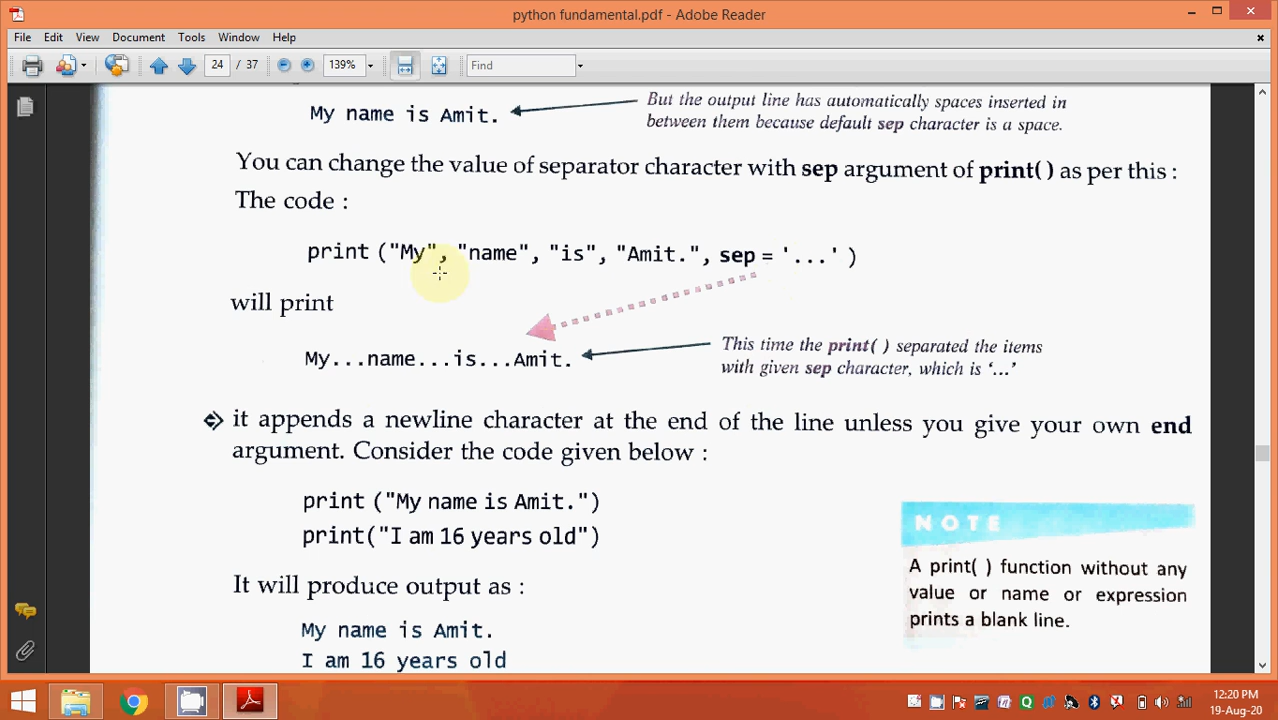 python fundamental.pdf - Adobe Reader
File Edit View Document Tools Window Help
24 / 37 139% Find
My name is Amit.
But the output line has automatically spaces inserted in
between them because default sep character is a space.
You can change the value of separator character with sep argument of print( ) as per this :
The code :
print ("My", "name", "is", "Amit.", sep = '...' )
will print
My...name...is...Amit.
This time the print( ) separated the items
with given sep character, which is '...'
it appends a newline character at the end of the line unless you give your own end
argument. Consider the code given below :
print ("My name is Amit.")
print("I am 16 years old")
It will produce output as :
My name is Amit.
I am 16 years old
NOTE
A print( ) function without any
value or name or expression
prints a blank line.
12:20 PM
19-Aug-20